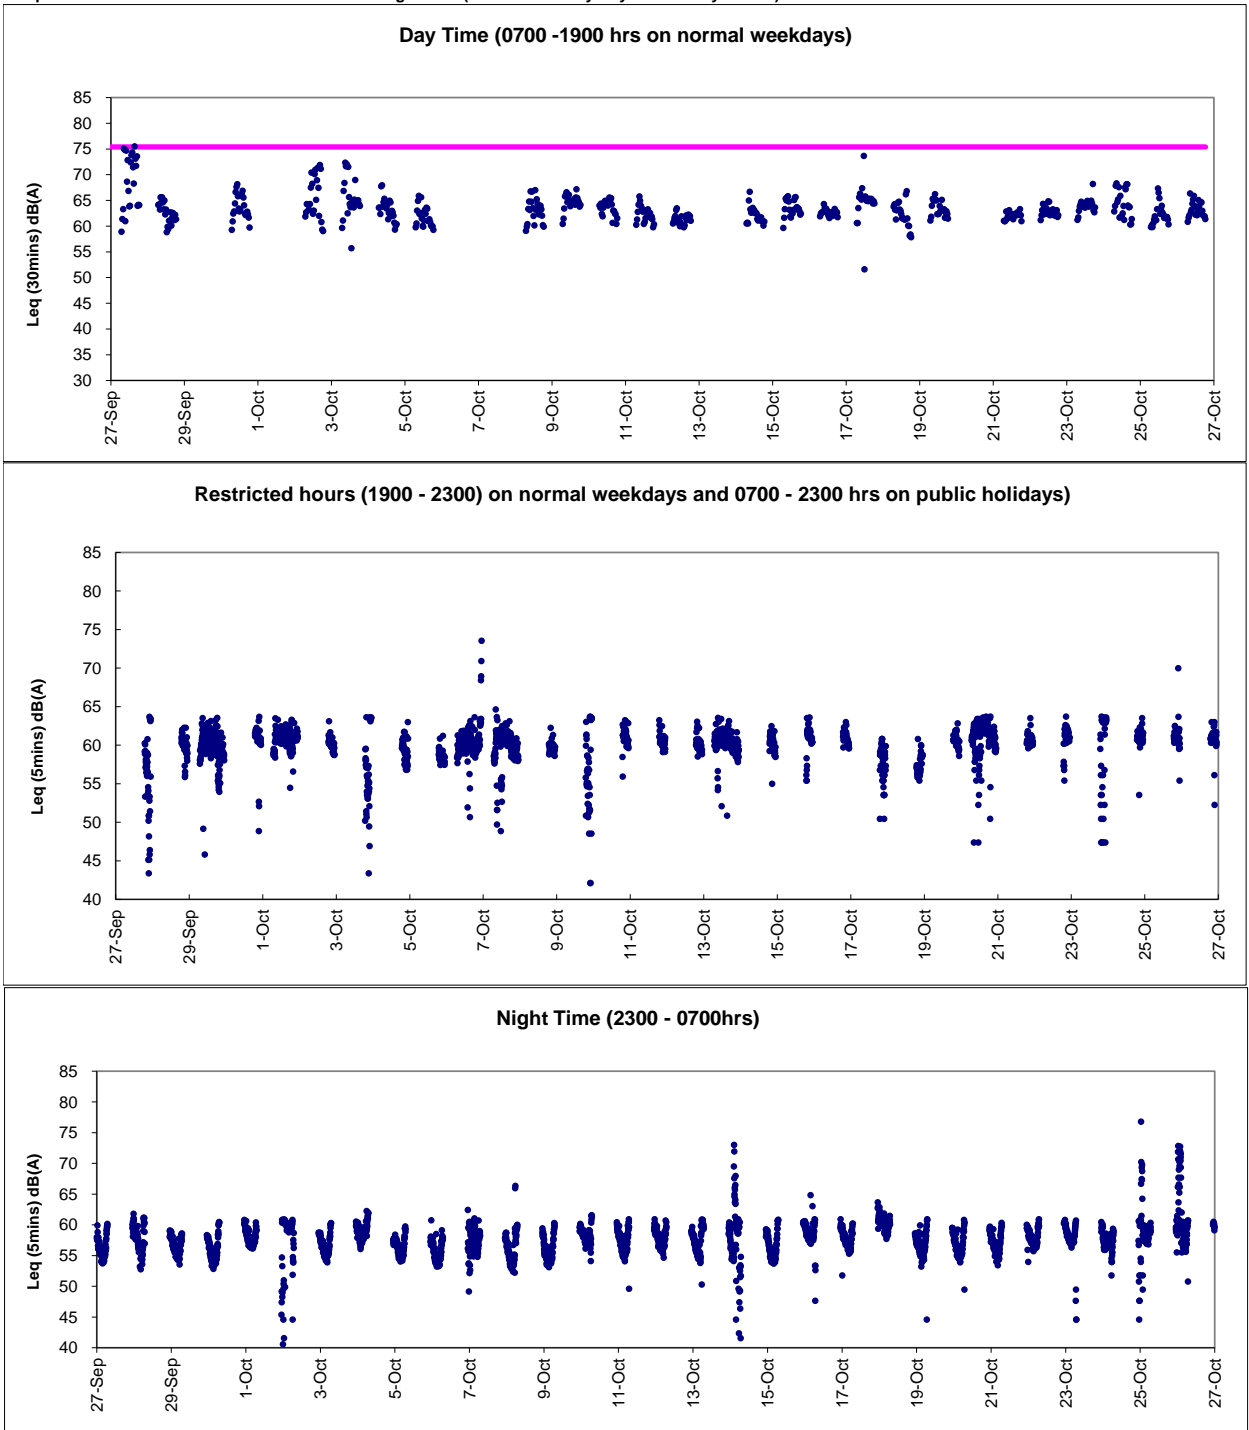 Day Time (0700 -1900 hrs on normal weekdays)
Leq (30mins) dB(A)
85
80
75
70
65
60
55
50
45
40
35
30
27-Sep
29-Sep
1-Oct
3-Oct
5-Oct
7-Oct
9-Oct
11-Oct
13-Oct
15-Oct
17-Oct
19-Oct
21-Oct
23-Oct
25-Oct
27-Oct
Restricted hours (1900 - 2300) on normal weekdays and 0700 - 2300 hrs on public holidays)
Leq (5mins) dB(A)
85
80
75
70
65
60
55
50
45
40
27-Sep
29-Sep
1-Oct
3-Oct
5-Oct
7-Oct
9-Oct
11-Oct
13-Oct
15-Oct
17-Oct
19-Oct
21-Oct
23-Oct
25-Oct
27-Oct
Night Time (2300 - 0700hrs)
Leq (5mins) dB(A)
85
80
75
70
65
60
55
50
45
40
27-Sep
29-Sep
1-Oct
3-Oct
5-Oct
7-Oct
9-Oct
11-Oct
13-Oct
15-Oct
17-Oct
19-Oct
21-Oct
23-Oct
25-Oct
27-Oct